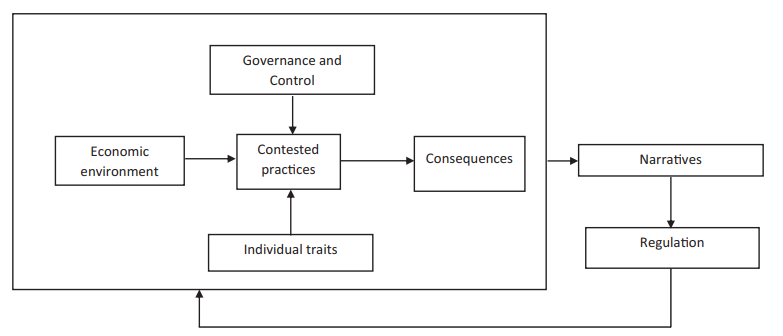 Governance and
Control
Economic
environment
Contested
practices
Consequences
Narratives
Individual traits
Regulation